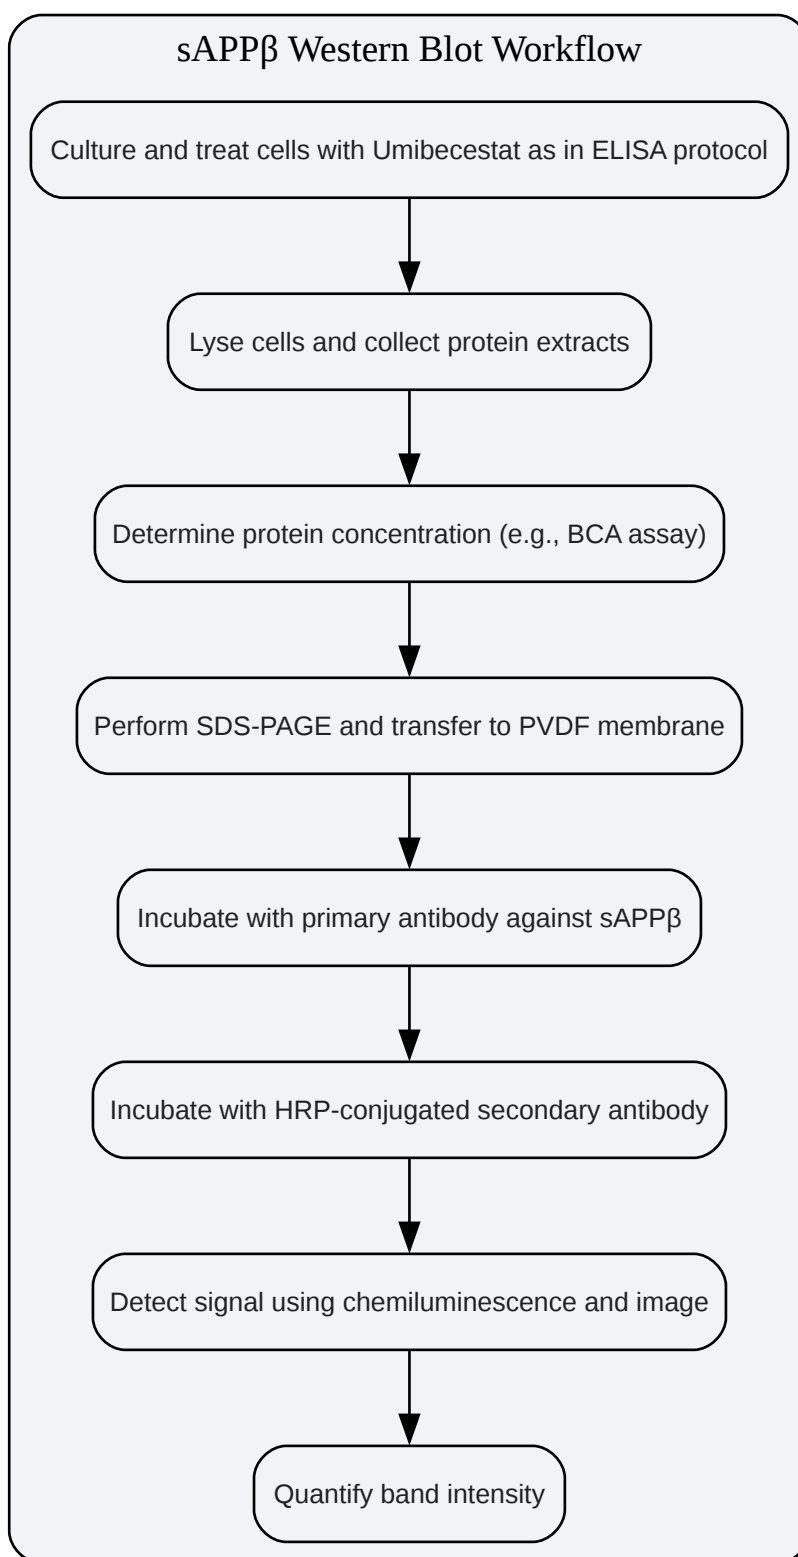 sAPPβ Western Blot Workflow
Culture and treat cells with Umibecestat as in ELISA protocol
Lyse cells and collect protein extracts
Determine protein concentration (e.g., BCA assay)
Perform SDS-PAGE and transfer to PVDF membrane
Incubate with primary antibody against sAPPβ
Incubate with HRP-conjugated secondary antibody
Detect signal using chemiluminescence and image
Quantify band intensity